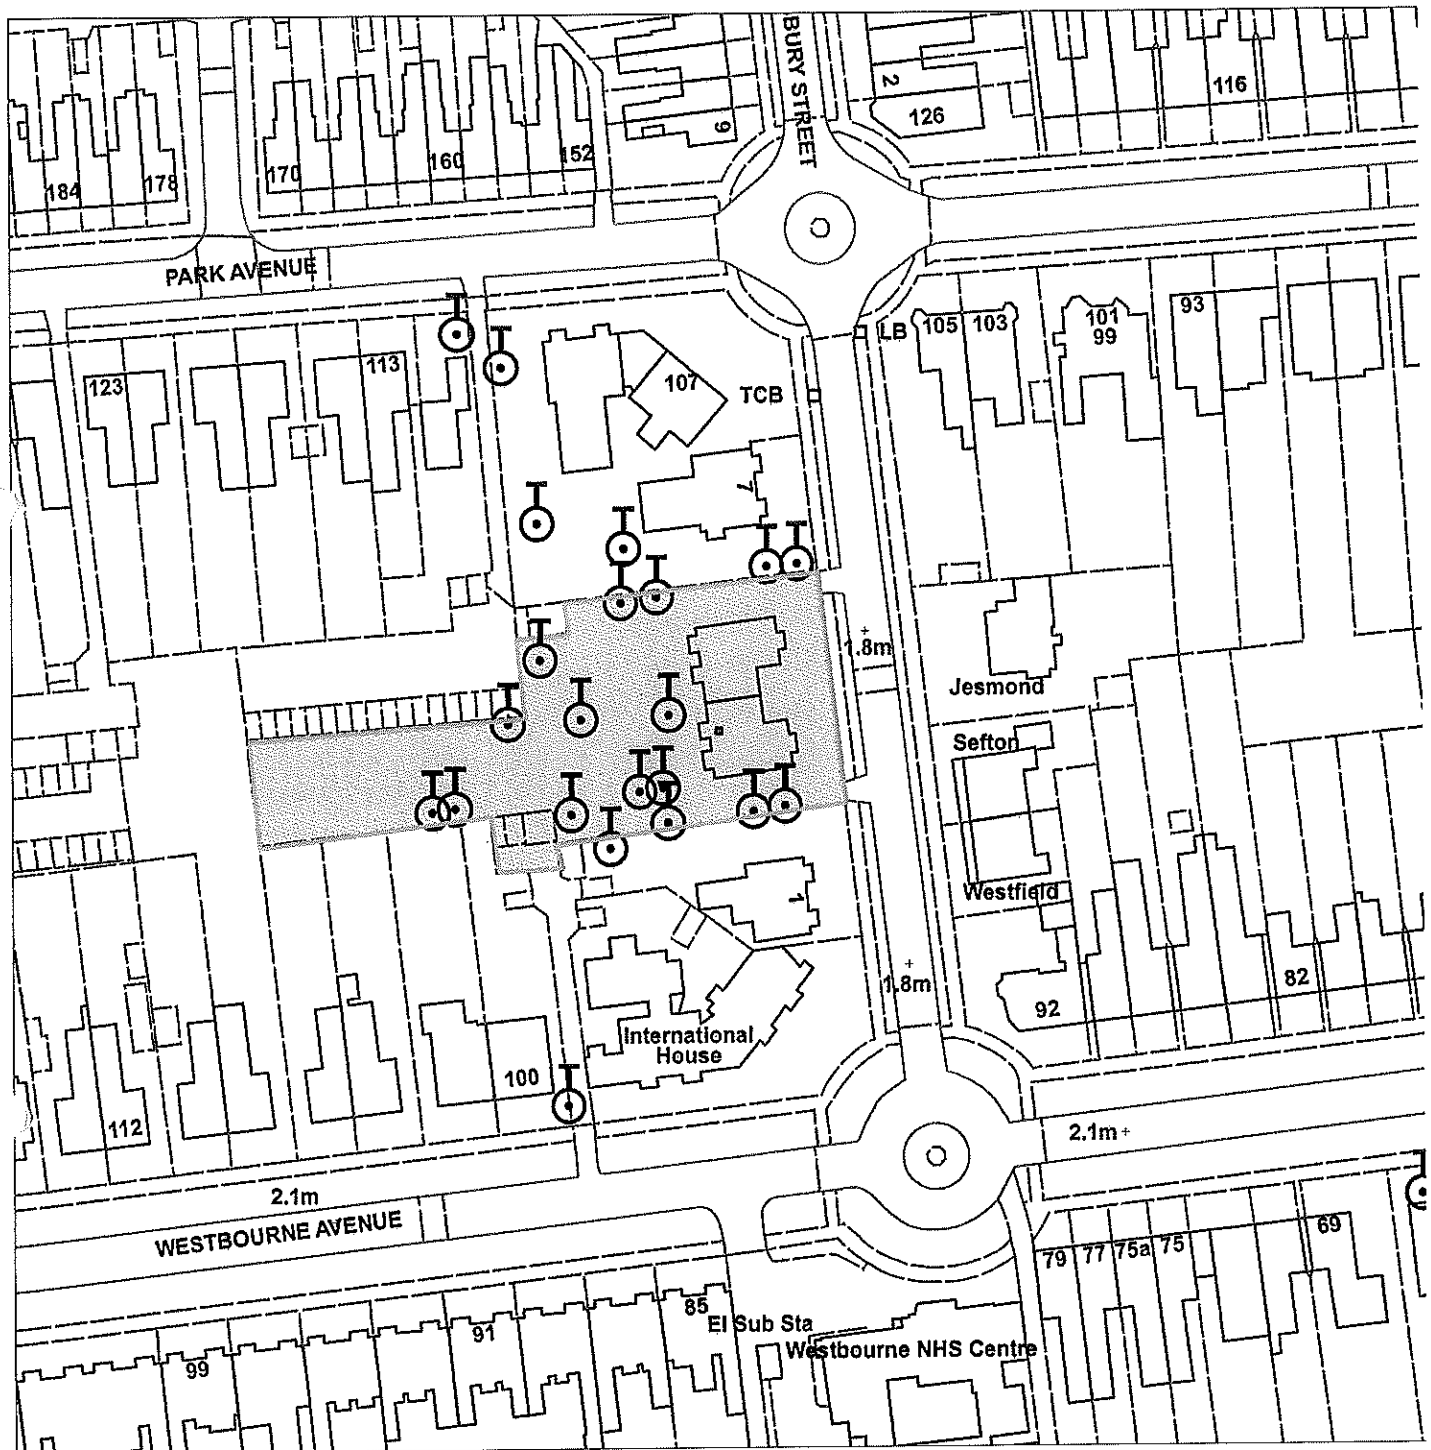 BURY STREET
2
126
116
9
184
178
170
160
152
PARK AVENUE
LB
105
103
101
99
93
123
113
107
TCB
7
1.8m
Jesmond
Sefton
Westfield
1
1.8m
92
82
International
House
100
112
2.1m
2.1m
WESTBOURNE AVENUE
79
77
75a
75
69
85
91
99
El Sub Sta
Westbourne NHS Centre